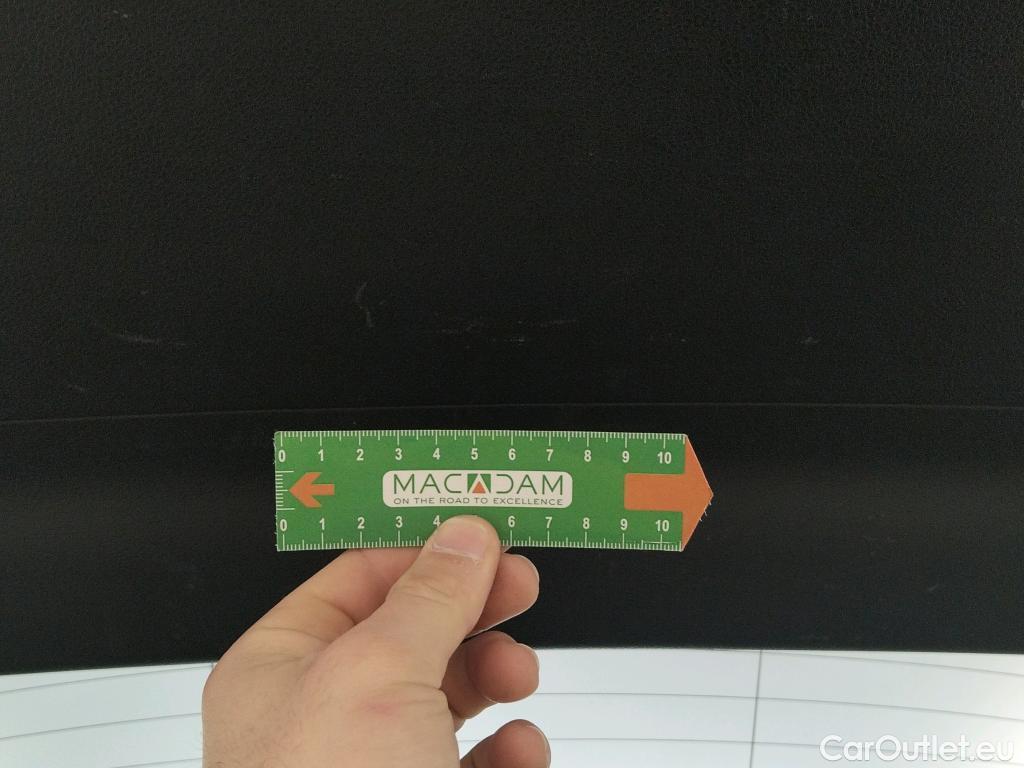 0 1 2 3 4 5 6 7 8 9 10
MACADAM
ON THE ROAD TO EXCELLENCE
0 1 2 3 4 6 7 8 9 10
CarOutlet.eu